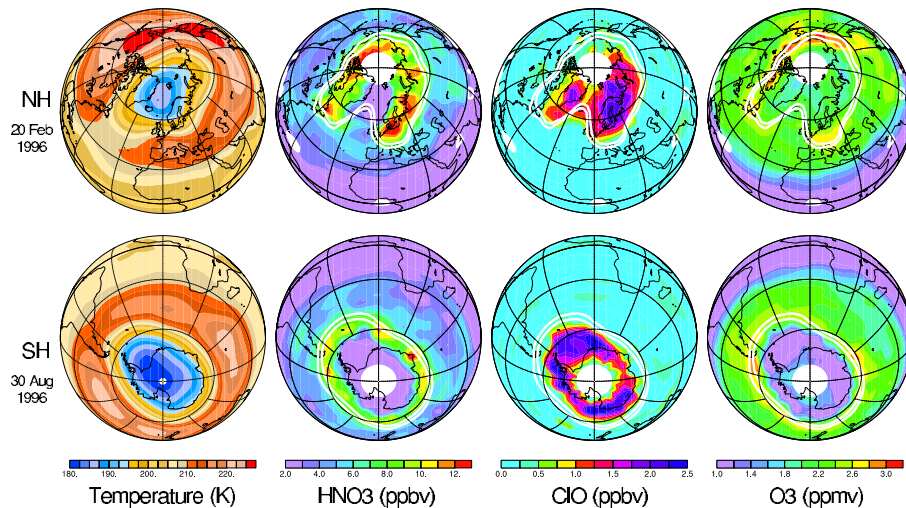 NH
20 Feb
1996
SH
30 Aug
1996
180. 190. 200. 210. 220.
2.0 4.0 6.0 8.0 10. 12.
0.0 0.5 1.0 1.5 2.0 2.5
1.0 1.4 1.8 2.2 2.6 3.0
Temperature (K) HNO3 (ppbv) ClO (ppbv) O3 (ppmv)